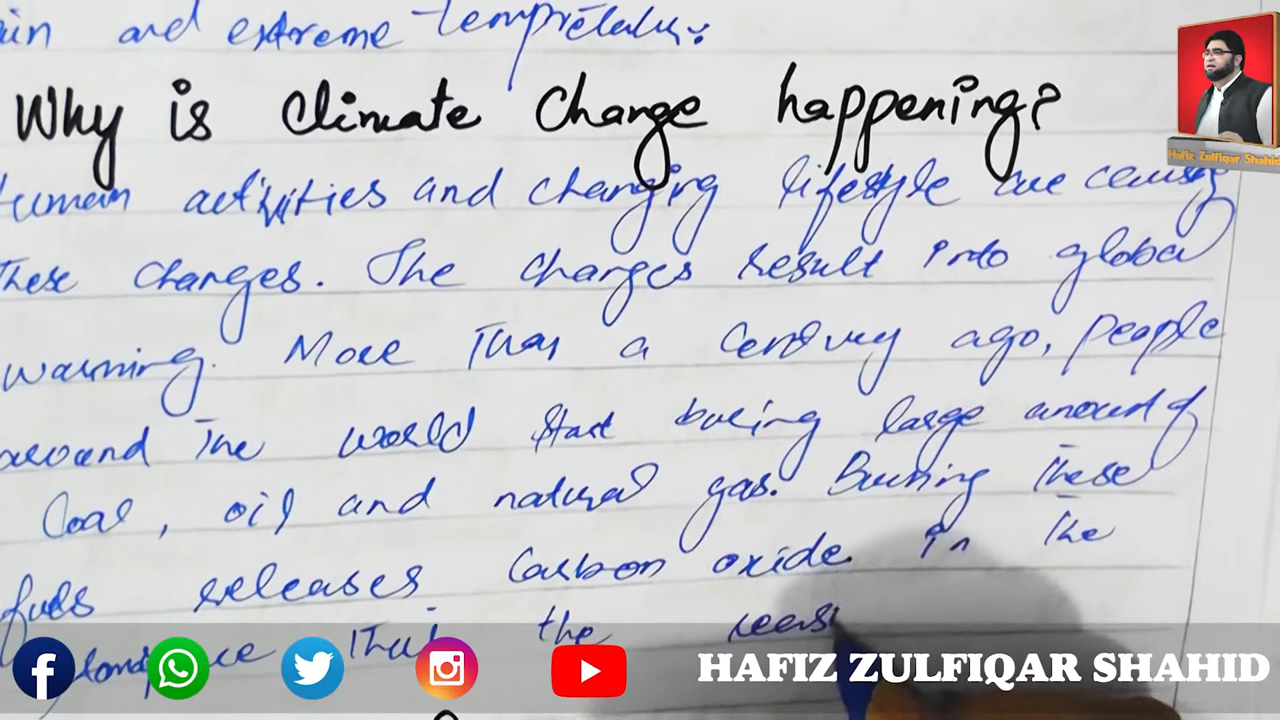 and extreme
Why is climate change happening?
Human activities and changing lifestyle are causing
These changes. The changes result into global
warming. More than a century ago, people
around The world start buring large amount of
Coal, oil and natural gas. Burning these
fuels releases Carbon oxide in the
that the
Hafiz Zulfiqar Shahid
HAFIZ ZULFIQAR SHAHID